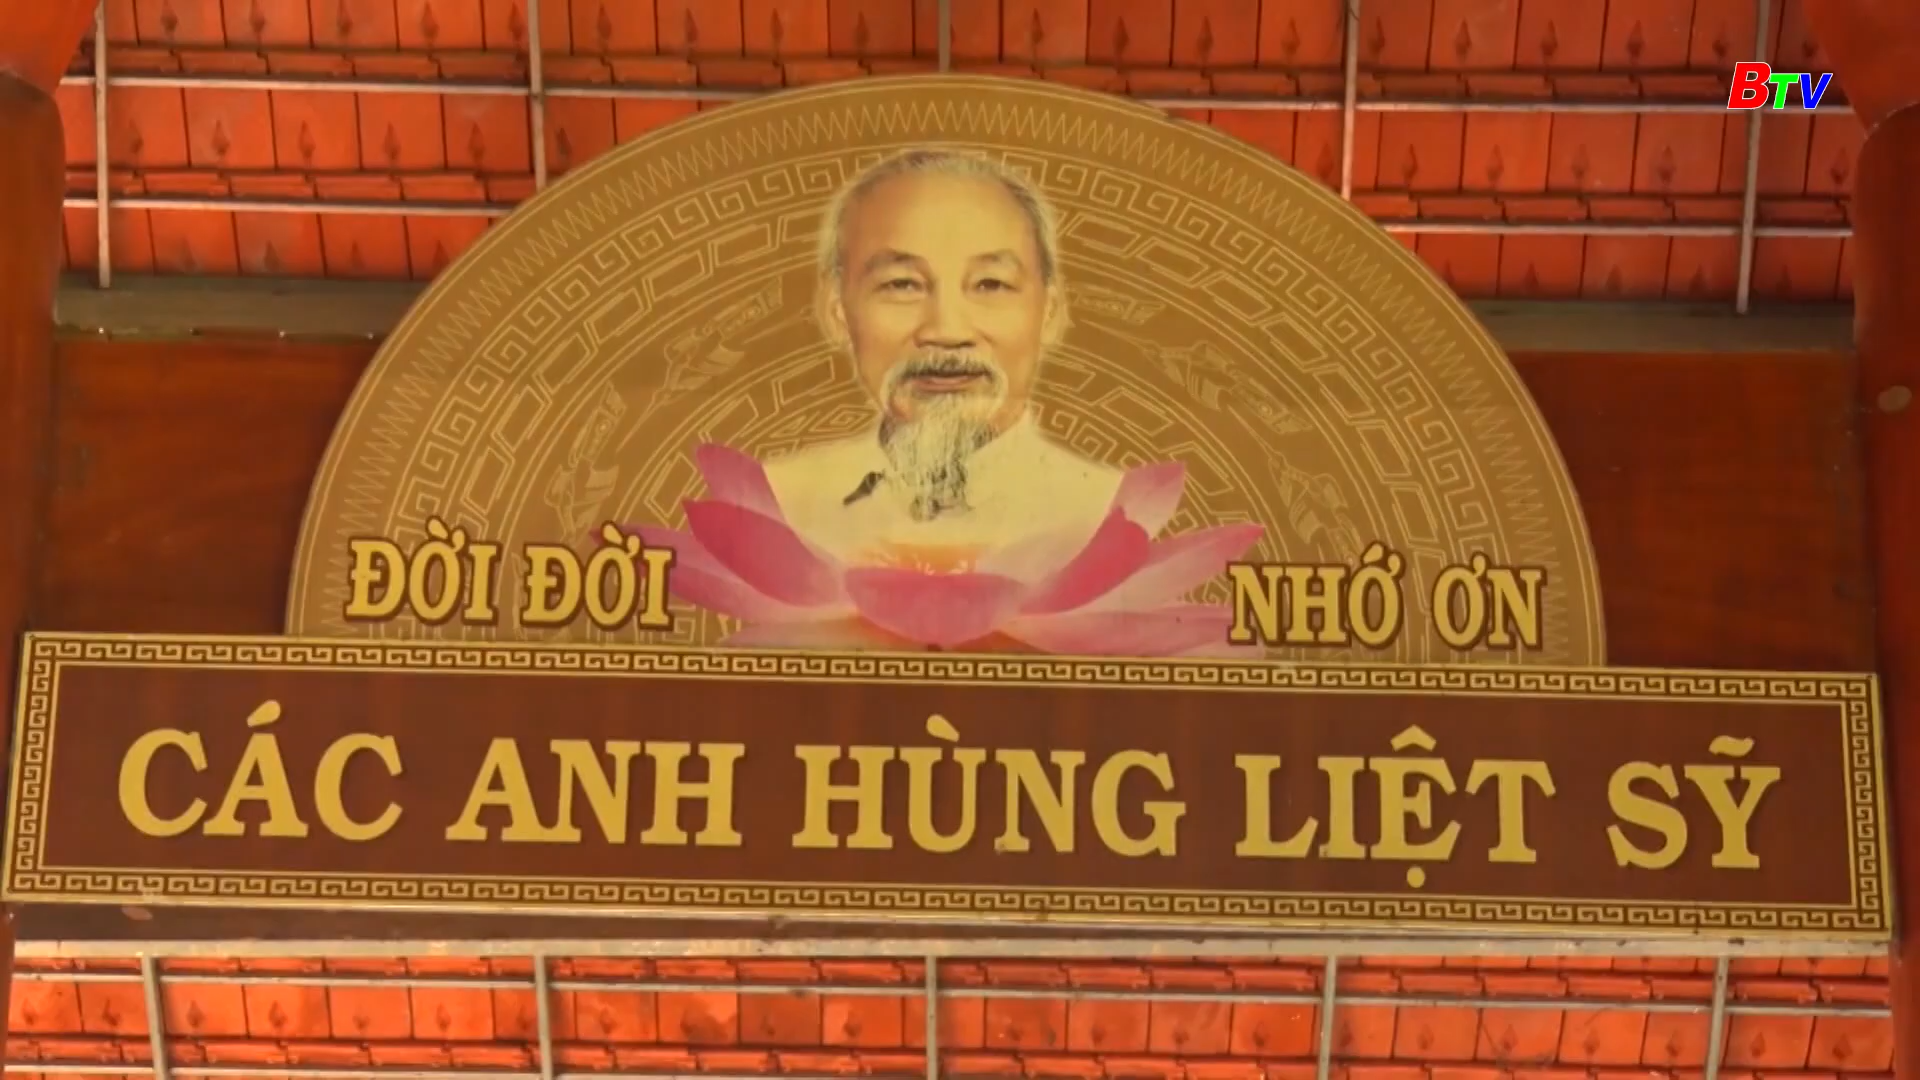 BTV
ĐỜI ĐỜI NHỚ ƠN
CÁC ANH HÙNG LIỆT SỸ